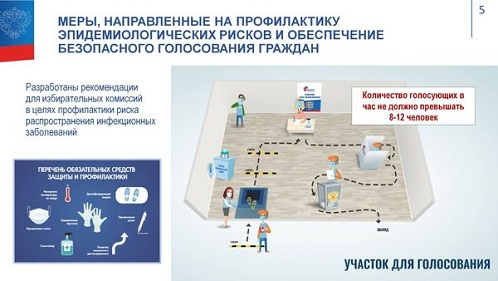 5
МЕРЫ, НАПРАВЛЕННЫЕ НА ПРОФИЛАКТИКУ
ЭПИДЕМИОЛОГИЧЕСКИХ РИСКОВ И ОБЕСПЕЧЕНИЕ
БЕЗОПАСНОГО ГОЛОСОВАНИЯ ГРАЖДАН
Разработаны рекомендации
для избирательных комиссий
в целях профилактики риска
распространения инфекционных
заболеваний
Количество голосующих в
час не должно превышать
8-12 человек
ПЕРЕЧЕНЬ ОБЯЗАТЕЛЬНЫХ СРЕДСТВ
ЗАЩИТЫ И ПРОФИЛАКТИКИ
ВЫХОД
УЧАСТОК ДЛЯ ГОЛОСОВАНИЯ